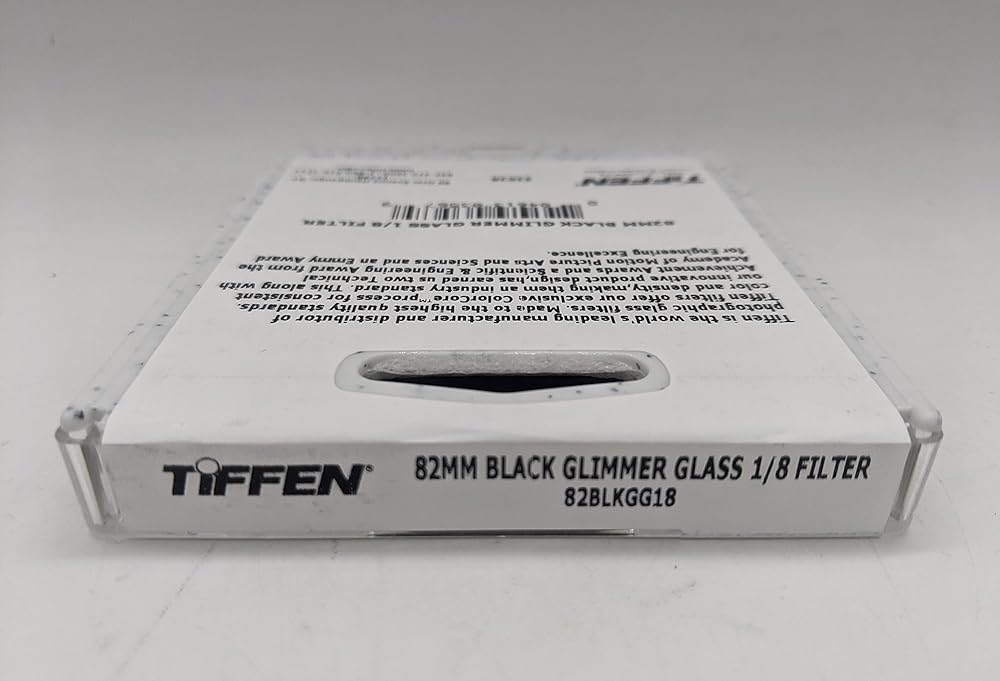 TIFFEN®
82MM BLACK GLIMMER GLASS 1/8 FILTER
82BLKGG18
Tiffen is the world's leading manufacturer and distributor of
photographic glass filters. Made to the highest quality standards.
Tiffen filters offer our exclusive Colorcore™process for consistent
color and density,making them an industry standard. This along with
our innovative product design,has earned us two Technical
Achievement Awards and a Scientific & Engineering Award from the
Academy of Motion Picture Arts and Sciences and an Emmy Award
for Engineering Excellence.
82MM BLACK GLIMMER GLASS 1/8 FILTER
TIFFEN